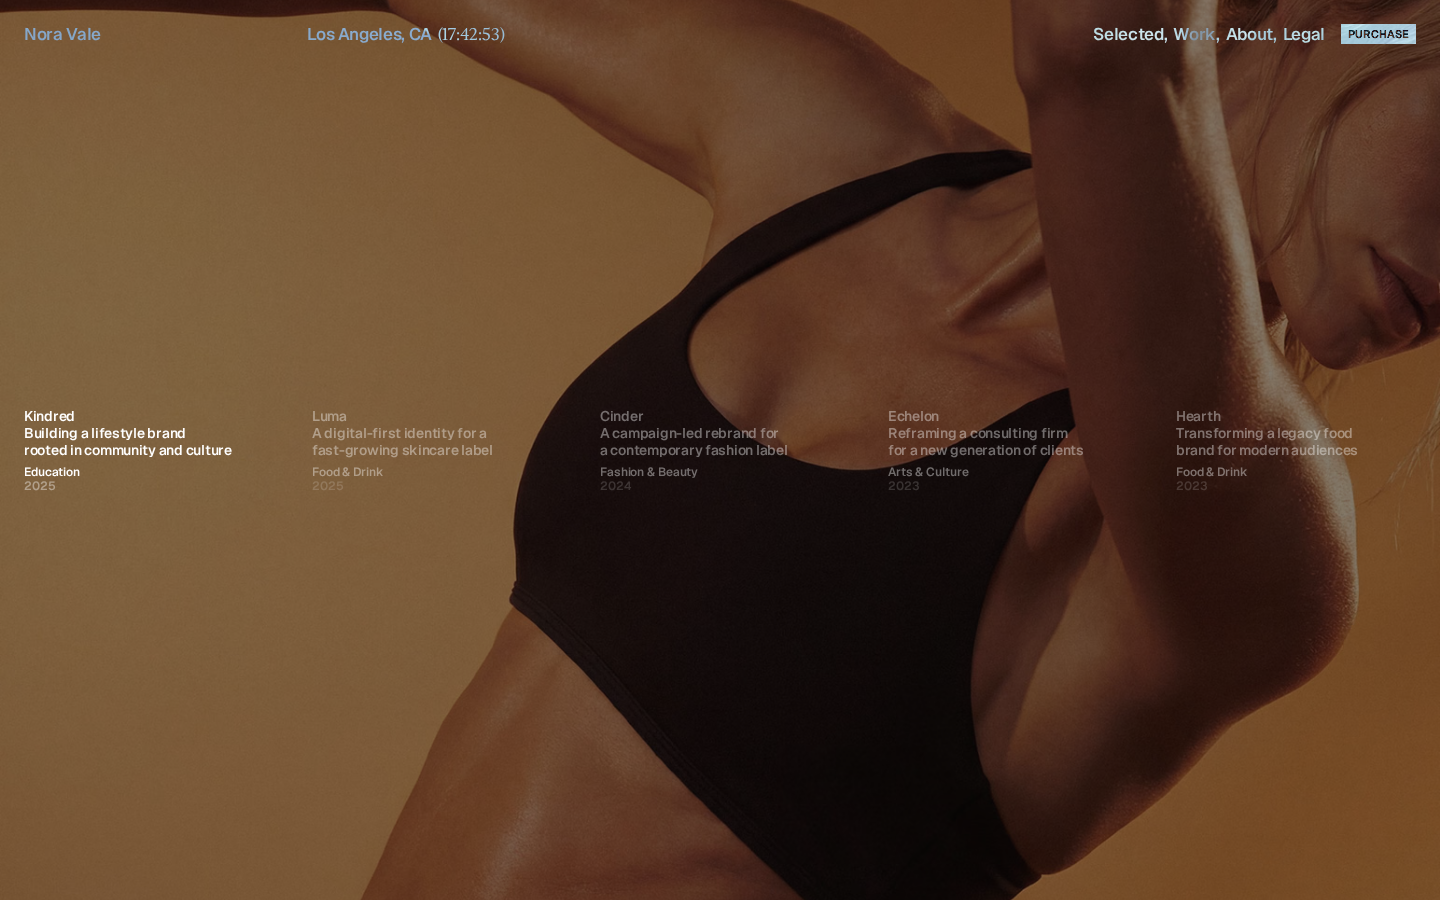 Nora Vale
Los Angeles, CA (17:42:53)
Selected, Work, About, Legal
PURCHASE
Kindred
Building a lifestyle brand
rooted in community and culture
Education
2025
Luma
A digital-first identity for a
fast-growing skincare label
Food & Drink
2025
Cinder
A campaign-led rebrand for
a contemporary fashion label
Fashion & Beauty
2024
Echelon
Reframing a consulting firm
for a new generation of clients
Arts & Culture
2023
Hearth
Transforming a legacy food
brand for modern audiences
Food & Drink
2023